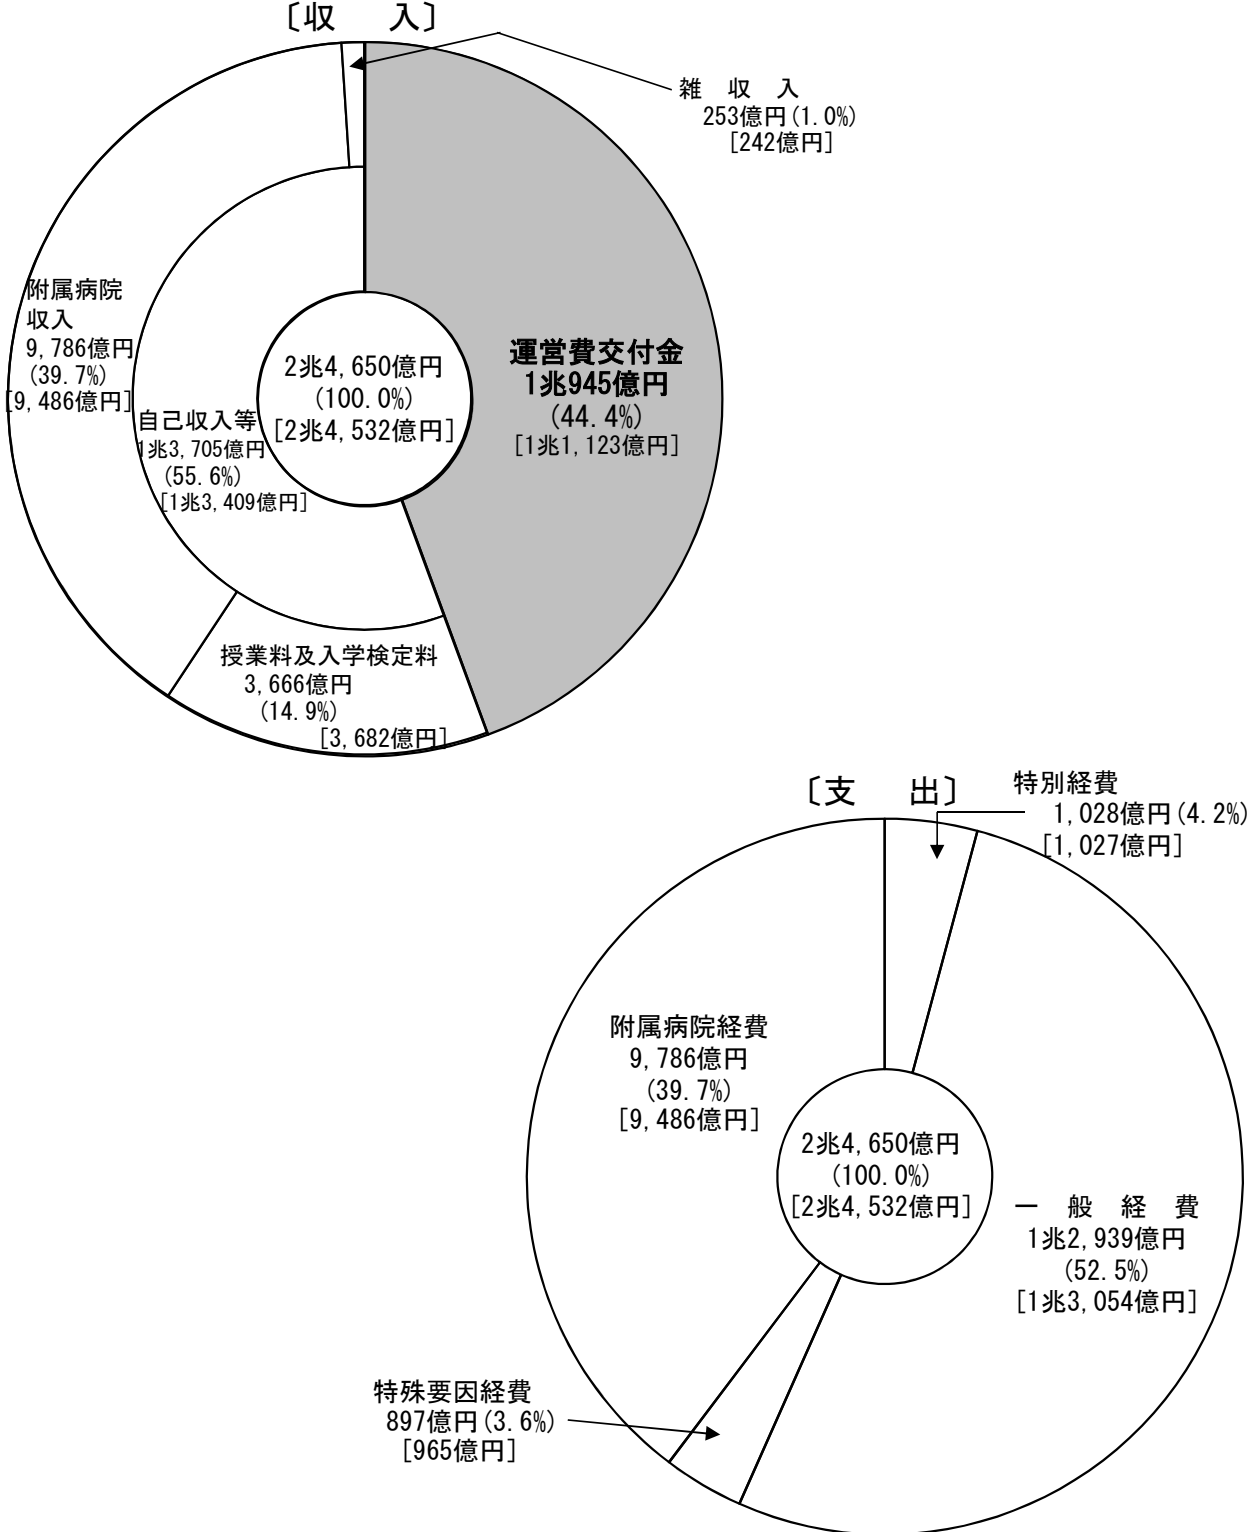 〔収　入〕
雑　収　入
253億円(1.0%)
[242億円]
附属病院
収入
9,786億円
(39.7%)
[9,486億円]
自己収入等
1兆3,705億円
(55.6%)
[1兆3,409億円]
2兆4,650億円
(100.0%)
[2兆4,532億円]
運営費交付金
1兆945億円
(44.4%)
[1兆1,123億円]
授業料及入学検定料
3,666億円
(14.9%)
[3,682億円]
〔支　出〕
特別経費
1,028億円(4.2%)
[1,027億円]
附属病院経費
9,786億円
(39.7%)
[9,486億円]
2兆4,650億円
(100.0%)
[2兆4,532億円]
一　般　経　費
1兆2,939億円
(52.5%)
[1兆3,054億円]
特殊要因経費
897億円(3.6%)
[965億円]